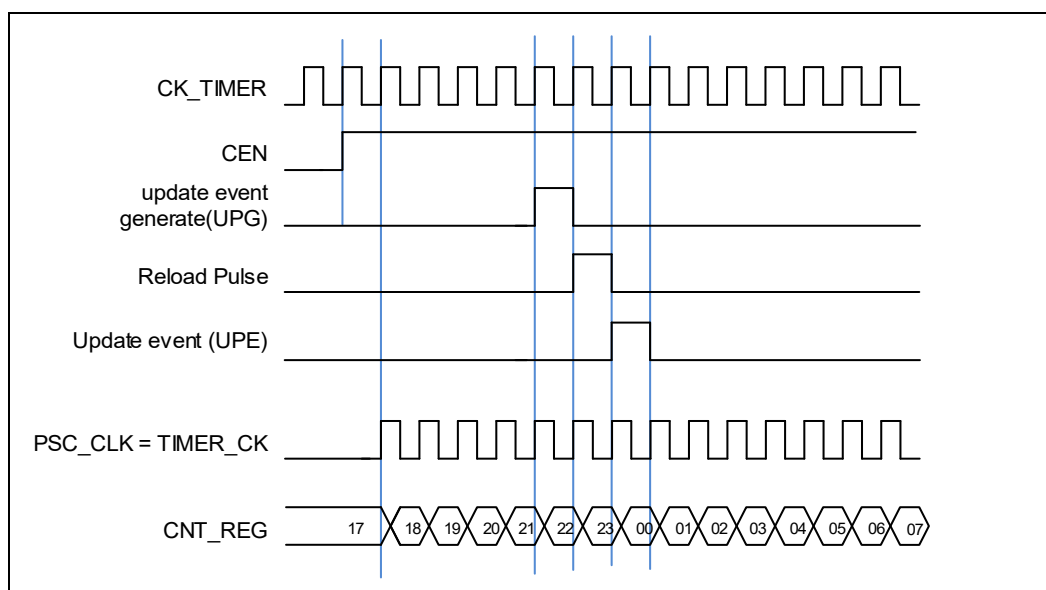 CK_TIMER
CEN
update event
generate(UPG)
Reload Pulse
Update event (UPE)
PSC_CLK = TIMER_CK
CNT_REG 17 18 19 20 21 22 23 00 01 02 03 04 05 06 07